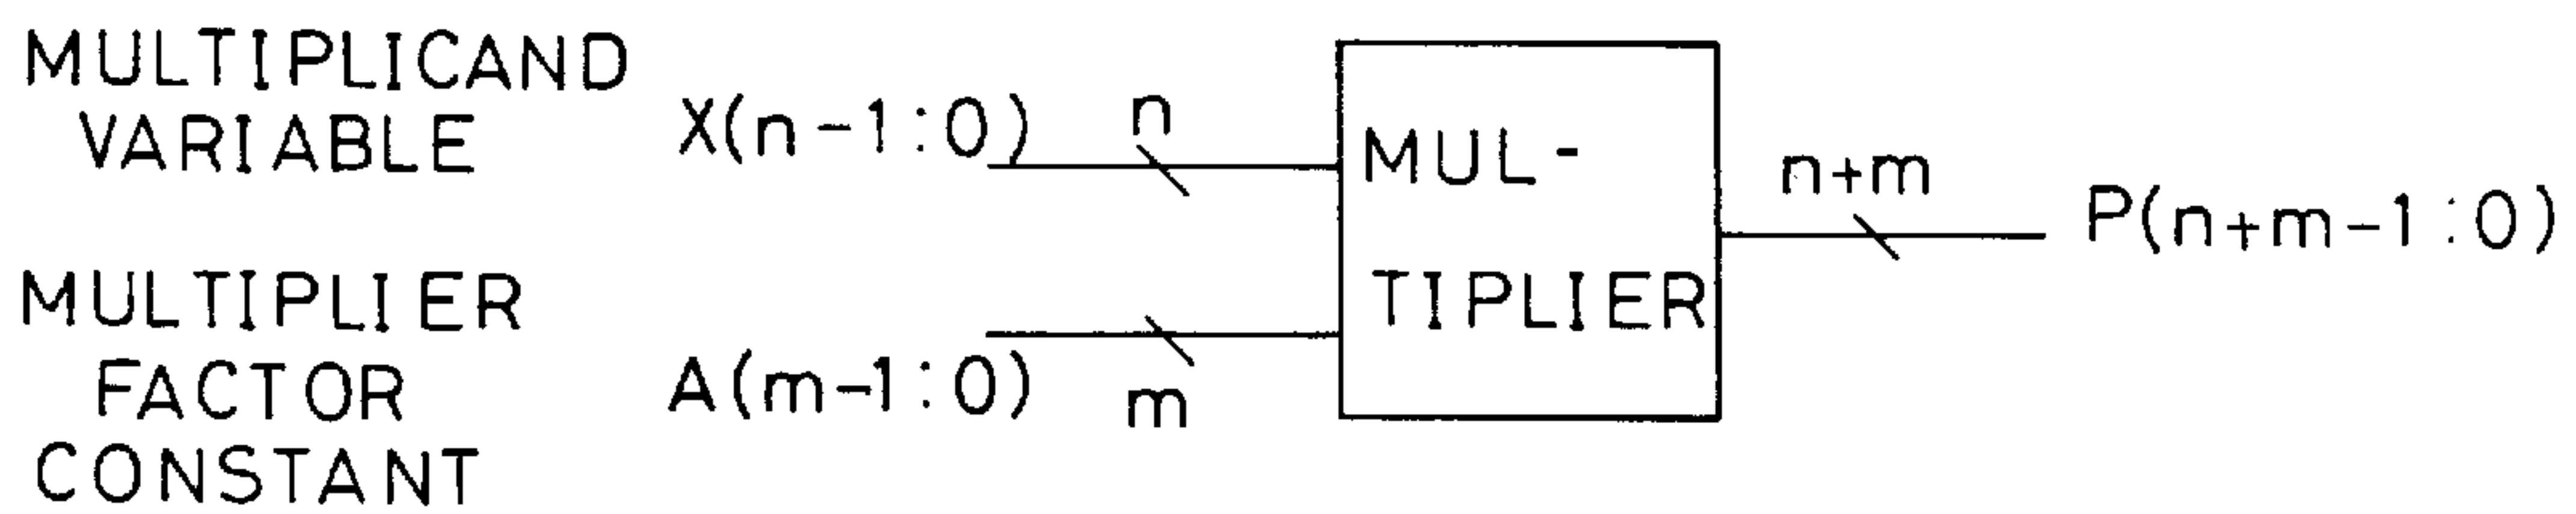 MULTIPLICAND
VARIABLE
X(n-1:0)
n
MULTIPLIER
FACTOR
CONSTANT
A(m-1:0)
m
MUL-
TIPLIER
n+m
P(n+m-1:0)